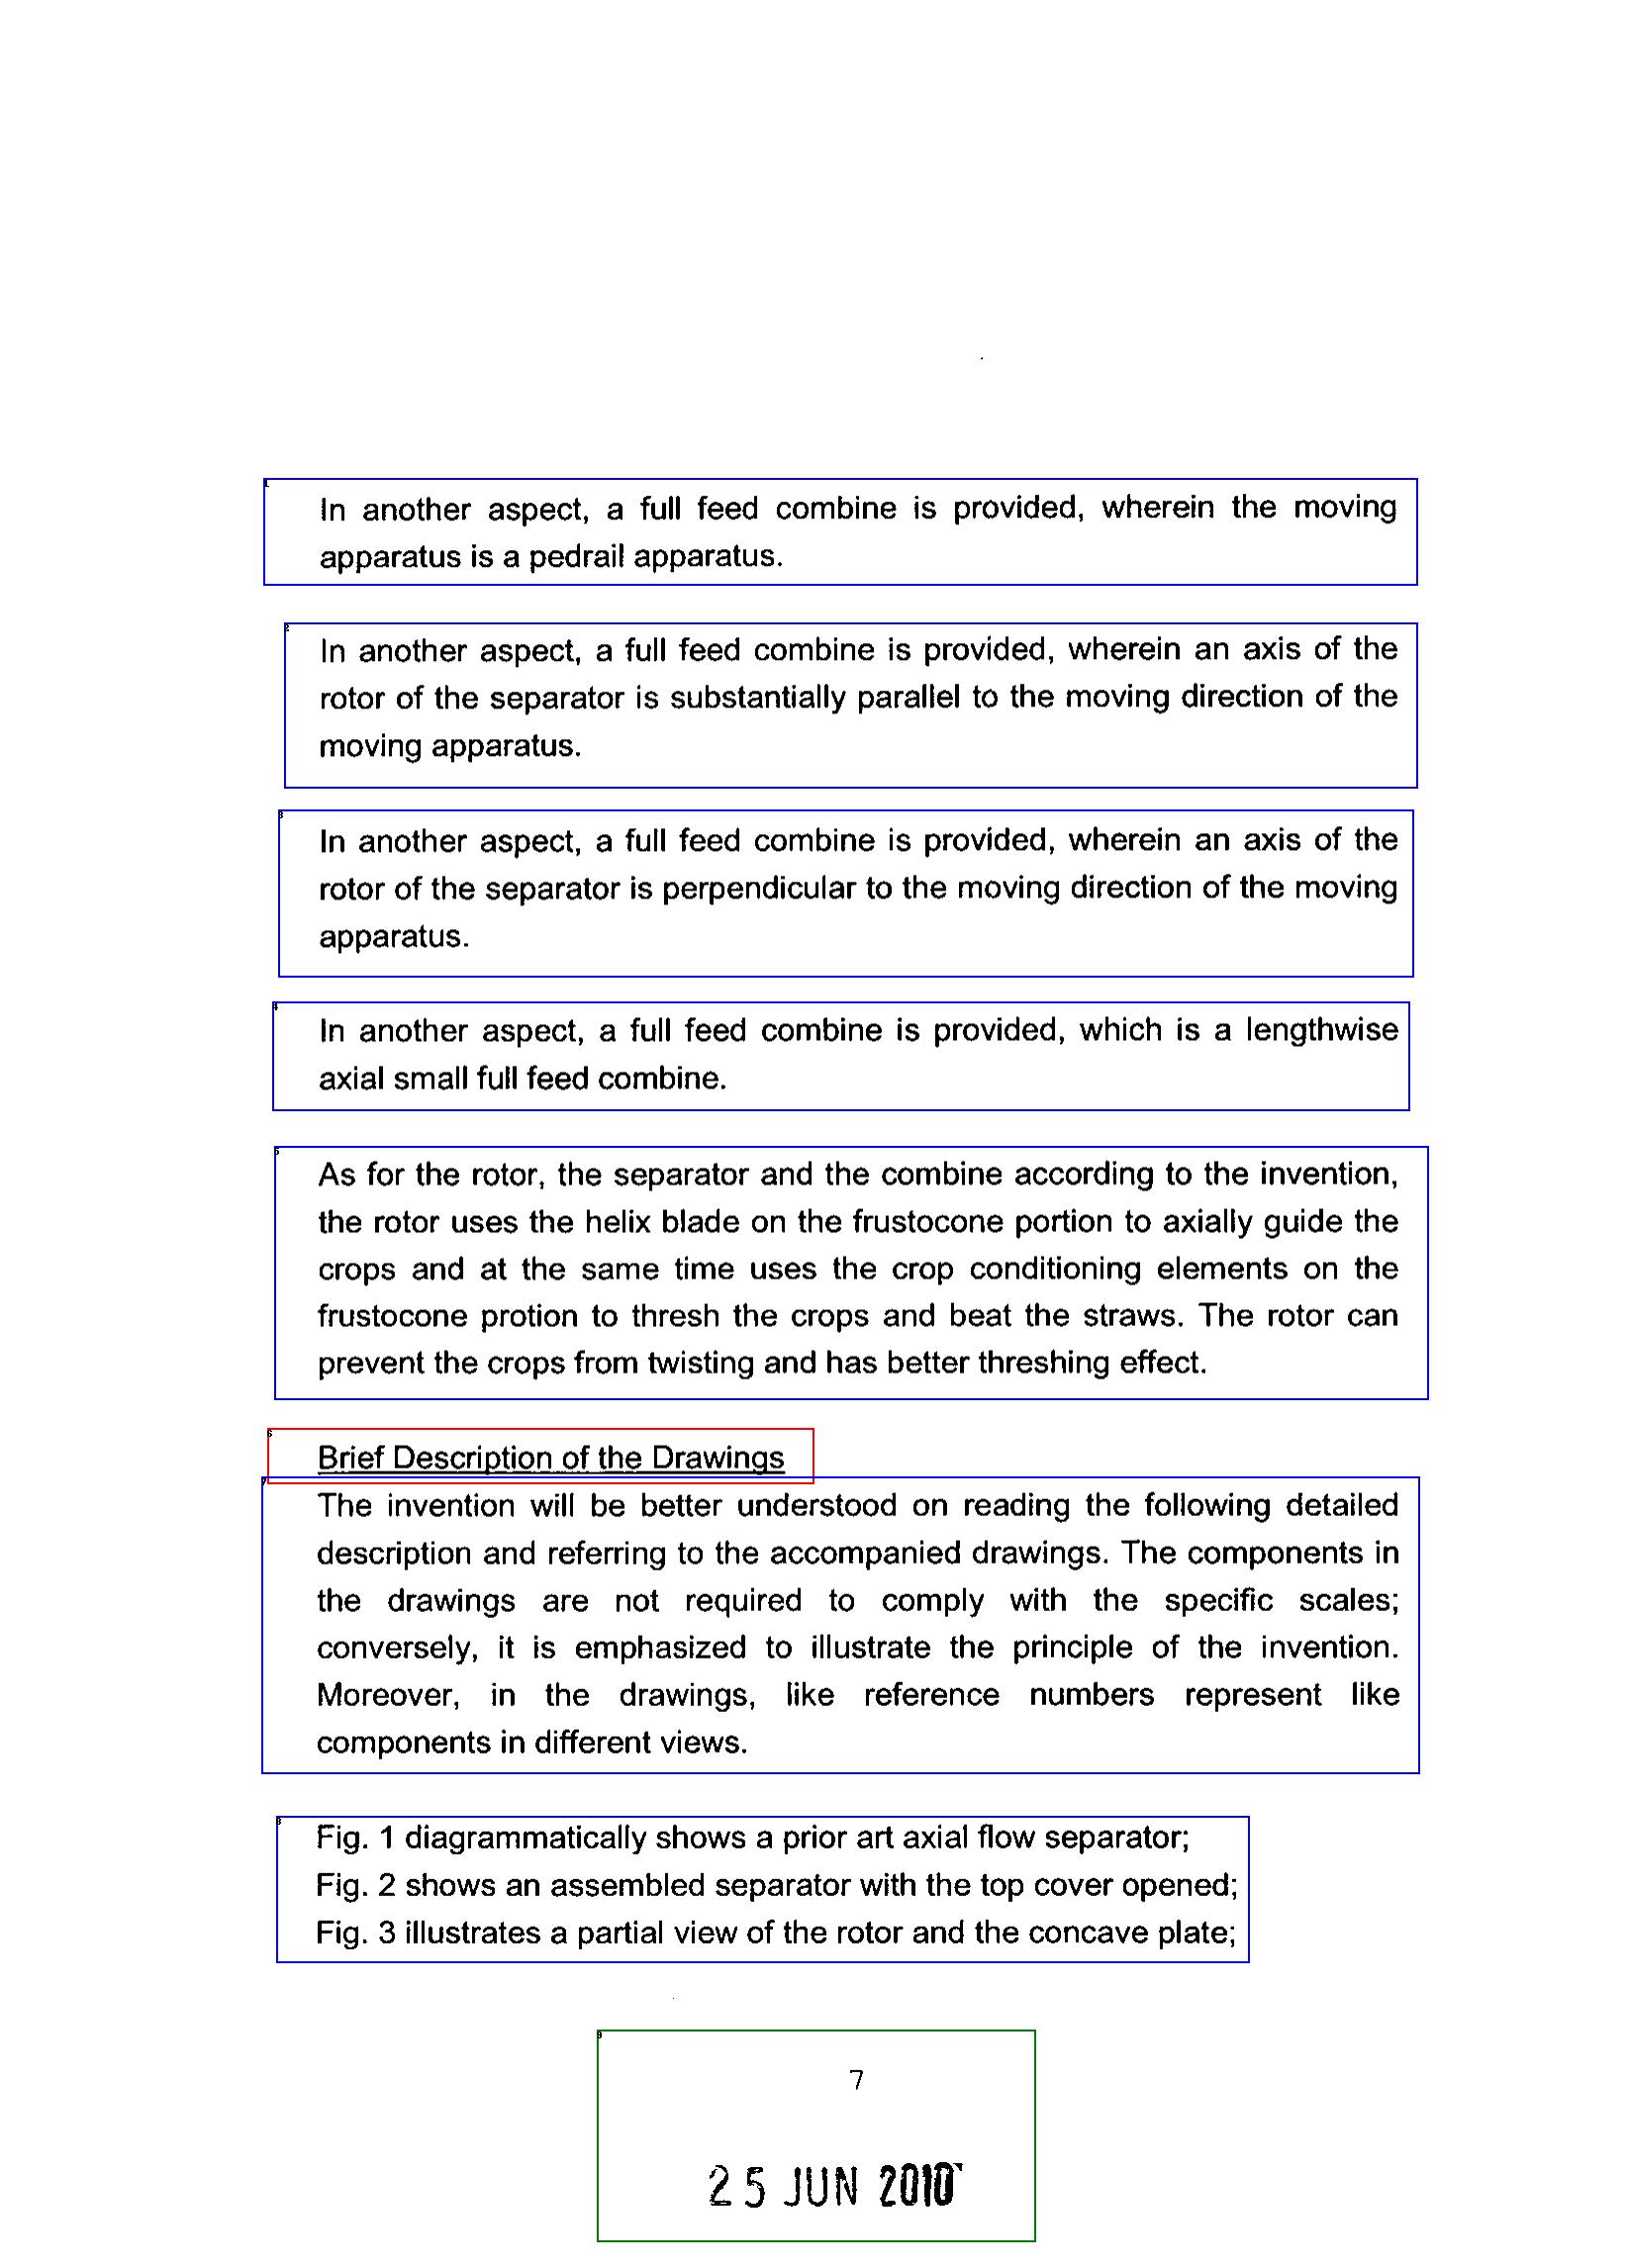 In another aspect, a full feed combine is provided, wherein the moving
apparatus is a pedrail apparatus.
In another aspect, a full feed combine is provided, wherein an axis of the
rotor of the separator is substantially parallel to the moving direction of the
moving apparatus.
In another aspect, a full feed combine is provided, wherein an axis of the
rotor of the separator is perpendicular to the moving direction of the moving
apparatus.
In another aspect, a full feed combine is provided, which is a lengthwise
axial small full feed combine.
As for the rotor, the separator and the combine according to the invention,
the rotor uses the helix blade on the frustocone portion to axially guide the
crops and at the same time uses the crop conditioning elements on the
frustocone protion to thresh the crops and beat the straws. The rotor can
prevent the crops from twisting and has better threshing effect.
Brief Description of the Drawings
The invention will be better understood on reading the following detailed
description and referring to the accompanied drawings. The components in
the drawings are not required to comply with the specific scales;
conversely, it is emphasized to illustrate the principle of the invention.
Moreover, in the drawings, like reference numbers represent like
components in different views.
Fig. 1 diagrammatically shows a prior art axial flow separator;
Fig. 2 shows an assembled separator with the top cover opened;
Fig. 3 illustrates a partial view of the rotor and the concave plate;
7
25 JUN 2010